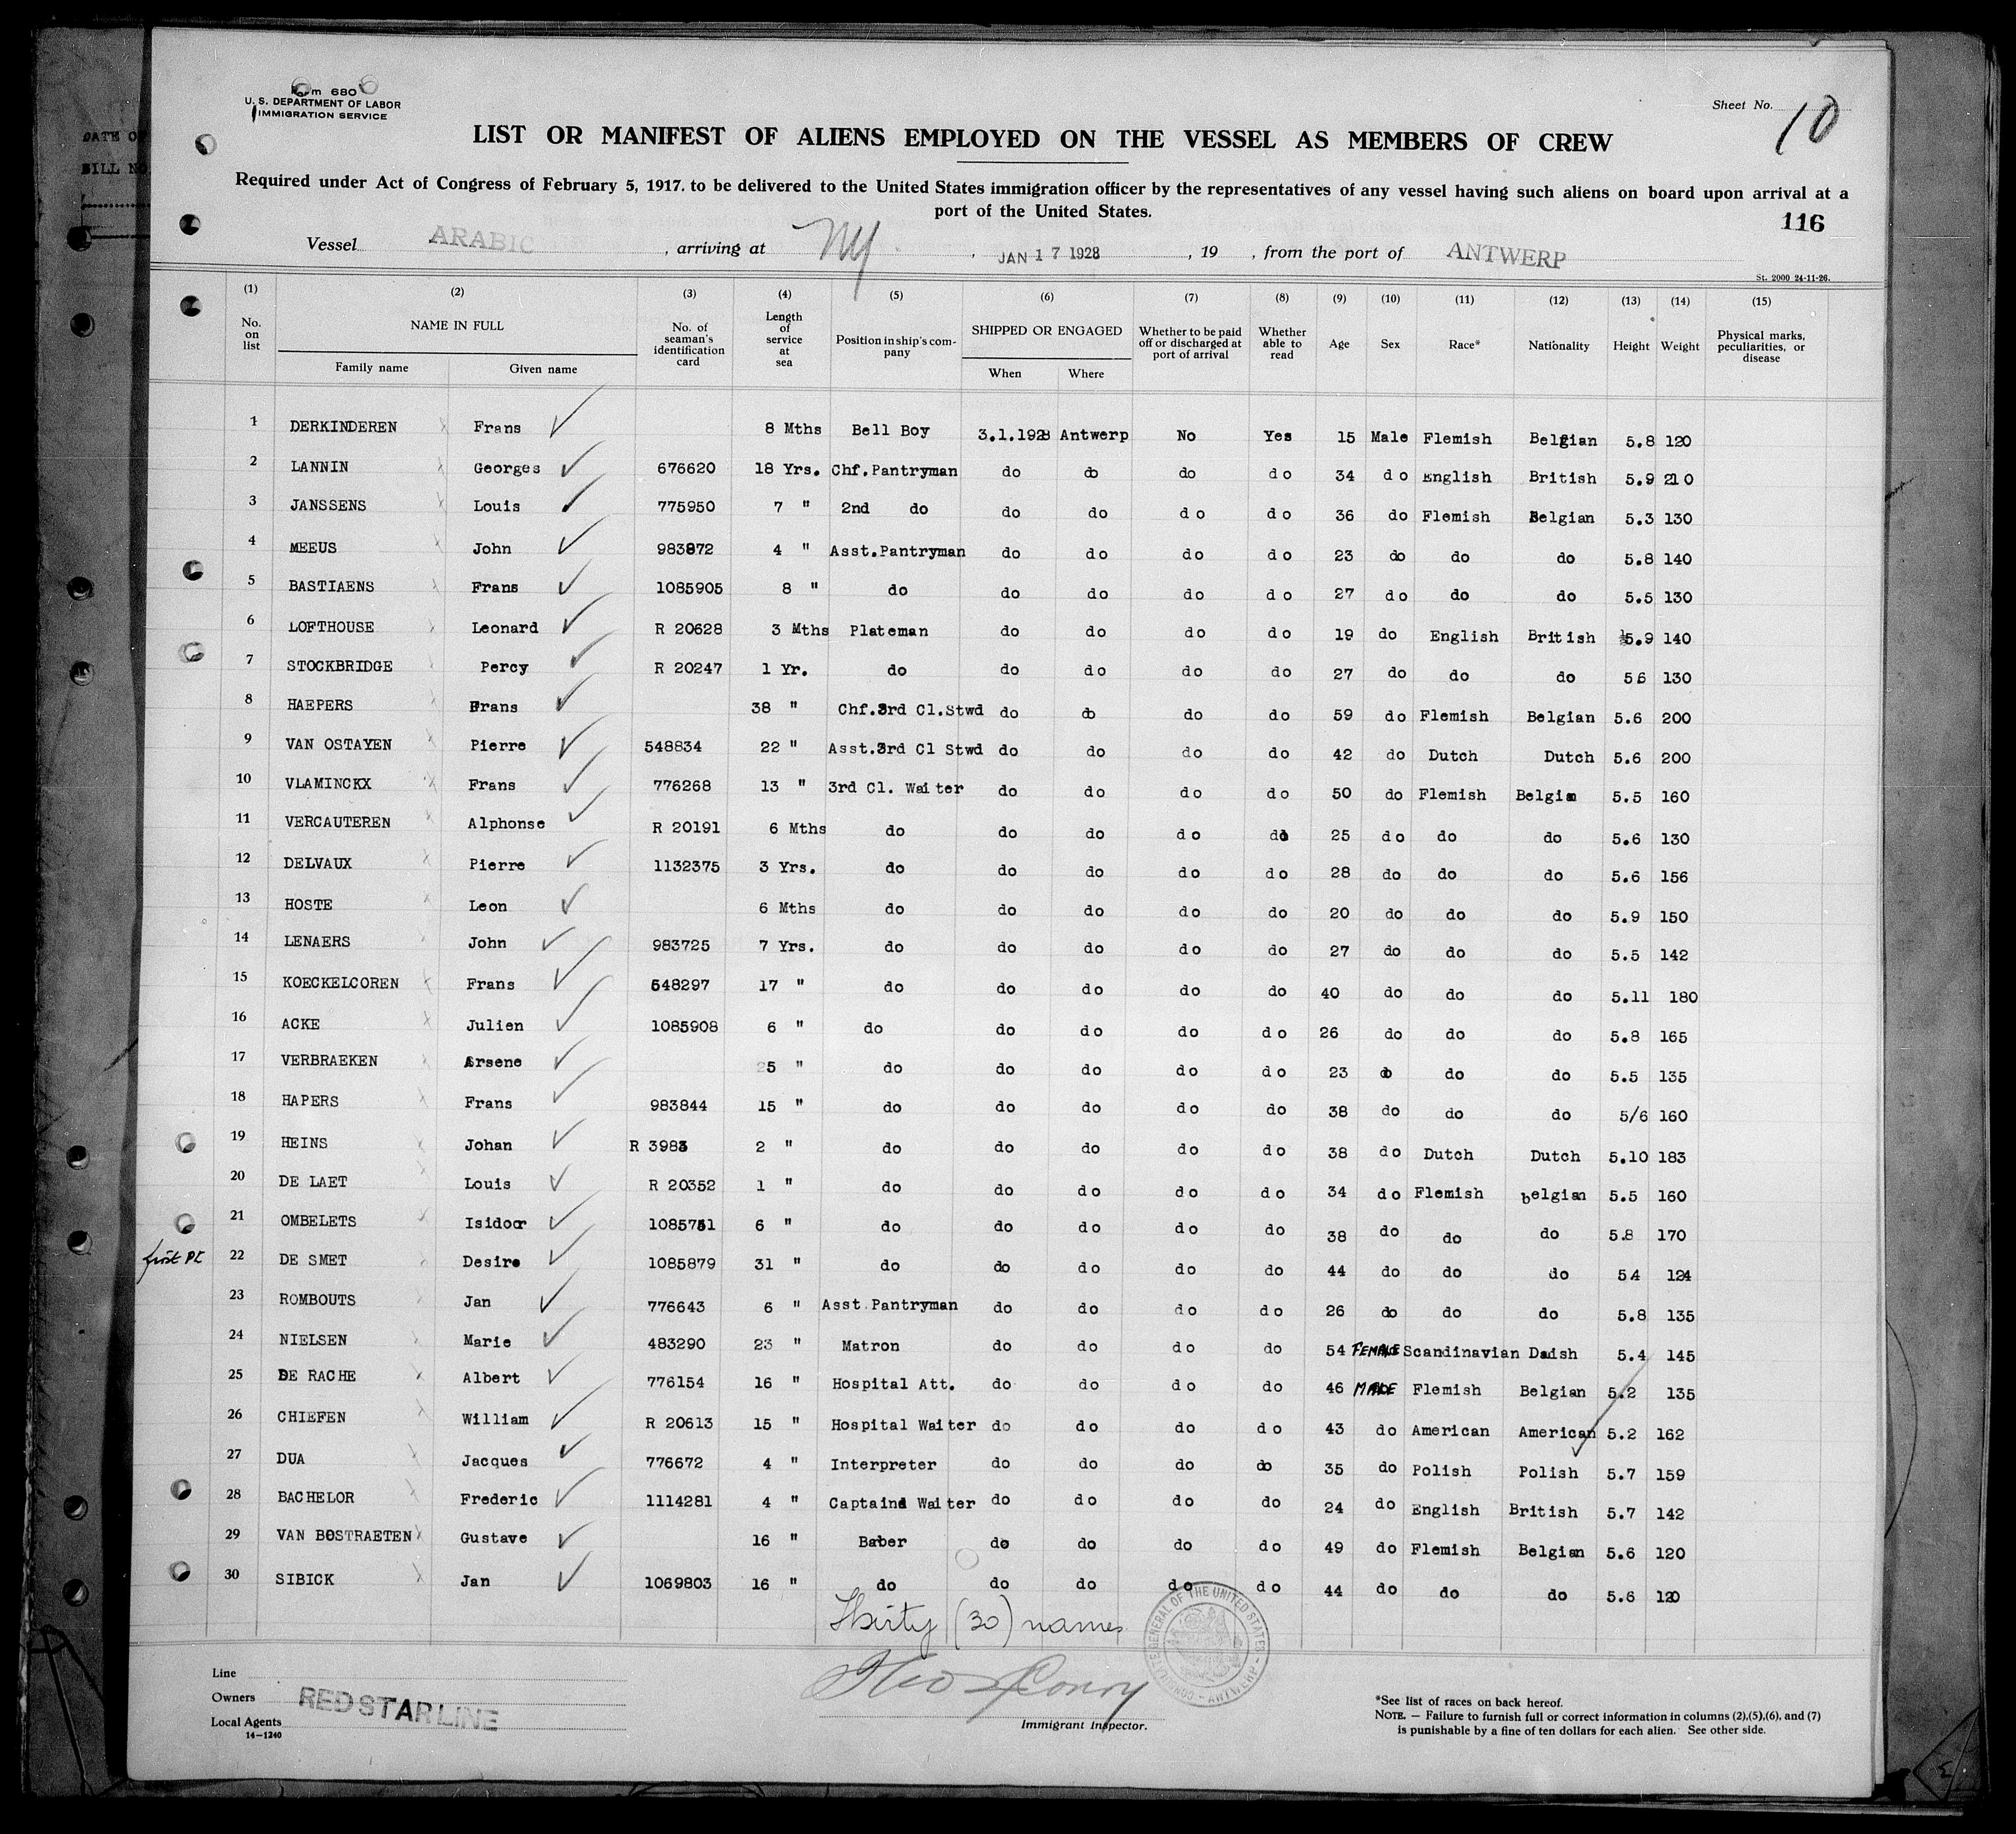 Form 680
U. S. DEPARTMENT OF LABOR
IMMIGRATION SERVICE
Sheet No. 10
LIST OR MANIFEST OF ALIENS EMPLOYED ON THE VESSEL AS MEMBERS OF CREW
Required under Act of Congress of February 5, 1917. to be delivered to the United States immigration officer by the representatives of any vessel having such aliens on board upon arrival at a
port of the United States.
116
Vessel ARABIC , arriving at NY , JAN 17 1928 , 19 , from the port of ANTWERP
St. 2000 24-11-26.
(1) (2) (3) (4) (5) (6) (7) (8) (9) (10) (11) (12) (13) (14) (15)
No. on list NAME IN FULL Family name Given name No. of seaman's identification card Length of service at sea Position in ship's company SHIPPED OR ENGAGED When Where Whether to be paid off or discharged at port of arrival Whether able to read Age Sex Race* Nationality Height Weight Physical marks, peculiarities, or disease
1 DERKINDEREN Frans 8 Mths Bell Boy 3.1.1928 Antwerp No Yes 15 Male Flemish Belgian 5.8 120
2 LANNIN Georges 676620 18 Yrs. Chf.Pantryman do do do do 34 do English British 5.9 210
3 JANSSENS Louis 775950 7 " 2nd do do do do do 36 do Flemish Belgian 5.3 130
4 MEEUS John 983872 4 " Asst.Pantryman do do do do 23 do do do 5.8 140
5 BASTIAENS Frans 1085905 8 " do do do do do 27 do do do 5.5 130
6 LOFTHOUSE Leonard R 20628 3 Mths Plateman do do do do 19 do English British 5.9 140
7 STOCKBRIDGE Percy R 20247 1 Yr. do do do do do 27 do do do 56 130
8 HAEPERS Frans 38 " Chf.3rd Cl.Stwd do do do do 59 do Flemish Belgian 5.6 200
9 VAN OSTAYEN Pierre 548834 22 " Asst.3rd Cl Stwd do do do do 42 do Dutch Dutch 5.6 200
10 VLAMINCKX Frans 776268 13 " 3rd Cl. Waiter do do do do 50 do Flemish Belgian 5.5 160
11 VERCAUTEREN Alphonse R 20191 6 Mths do do do do do 25 do do do 5.6 130
12 DELVAUX Pierre 1132375 3 Yrs. do do do do do 28 do do do 5.6 156
13 HOSTE Leon 6 Mths do do do do do 20 do do do 5.9 150
14 LENAERS John 983725 7 Yrs. do do do do do 27 do do do 5.5 142
15 KOECKELCOREN Frans 548297 17 " do do do do do 40 do do do 5.11 180
16 ACKE Julien 1085908 6 " do do do do do 26 do do do 5.8 165
17 VERBRAEKEN Arsene 5 " do do do do do 23 do do do 5.5 135
18 HAPERS Frans 983844 15 " do do do do do 38 do do do 5/6 160
19 HEINS Johan R 3983 2 " do do do do do 38 do Dutch Dutch 5.10 183
20 DE LAET Louis R 20352 1 " do do do do do 34 do Flemish belgian 5.5 160
21 OMBELETS Isidoor 6 " do do do do do 38 do do do 5.8 170
first Pt 22 DE SMET Desire 1085879 31 " do do do do do 44 do do do 54 124
23 ROMBOUTS Jan 776643 6 " Asst.Pantryman do do do do 26 do do do 5.8 135
24 NIELSEN Marie 483290 23 " Matron do do do do 54 FEMALE Scandinavian Daish 5.4 145
25 DE RACHE Albert 776154 16 " Hospital Att. do do do do 46 MALE Flemish Belgian 5.2 135
26 CHIEFEN William R 20613 15 " Hospital Waiter do do do do 43 do American American 5.2 162
27 DUA Jacques 776672 4 " Interpreter do do do do 35 do Polish Polish 5.7 159
28 BACHELOR Frederic 1114281 4 " Captains Waiter do do do do 24 do English British 5.7 142
29 VAN BOSTRAETEN Gustave 16 " Baber do do do do 49 do Flemish Belgian 5.6 120
30 SIBICK Jan 1069803 16 " do do do do do 44 do do do 5.6 120
Thirty (30) names
CONSULATE GENERAL OF THE UNITED STATES - ANTWERP -
Line
Owners RED STAR LINE
Local Agents
14-1240
Immigrant Inspector.
*See list of races on back hereof.
NOTE. — Failure to furnish full or correct information in columns (2),(5),(6), and (7)
is punishable by a fine of ten dollars for each alien. See other side.
DATE OF
BILL NO